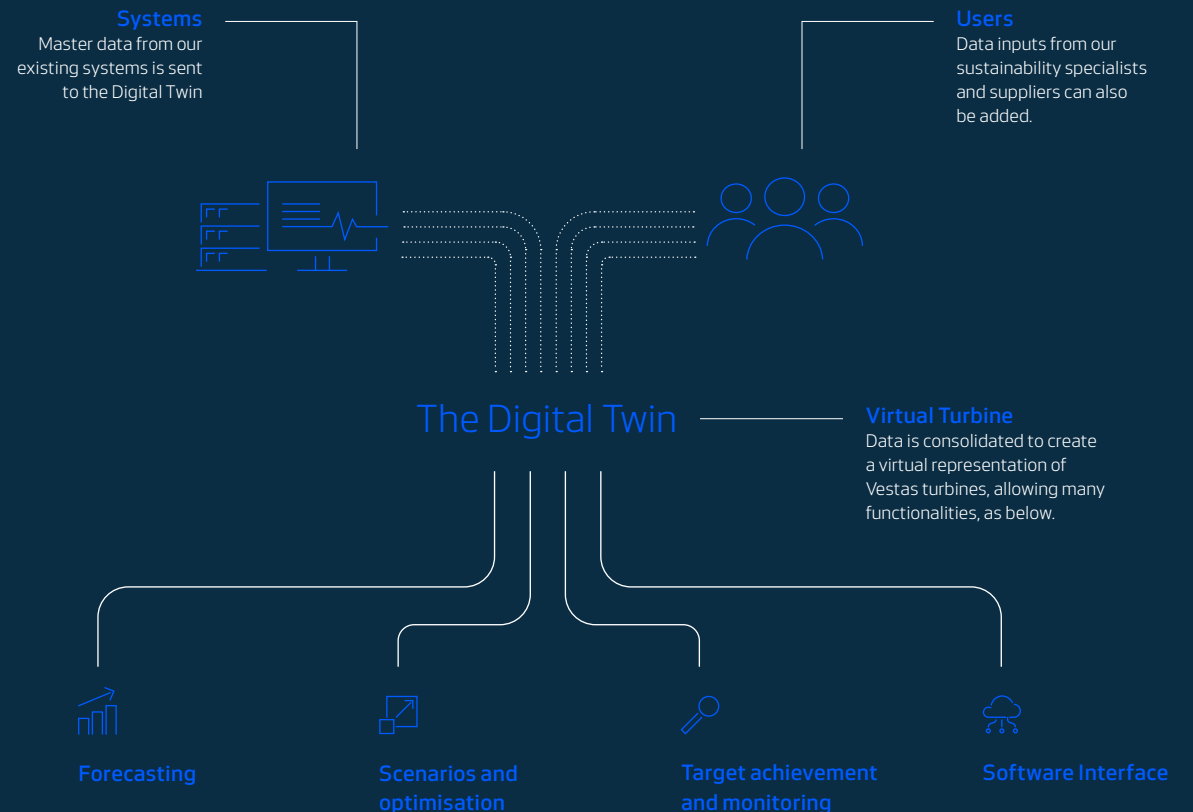 Systems
Master data from our
existing systems is sent
to the Digital Twin
Users
Data inputs from our
sustainability specialists
and suppliers can also
be added.
The Digital Twin
Virtual Turbine
Data is consolidated to create
a virtual representation of
Vestas turbines, allowing many
functionalities, as below.
Forecasting
Scenarios and
optimisation
Target achievement
and monitoring
Software Interface